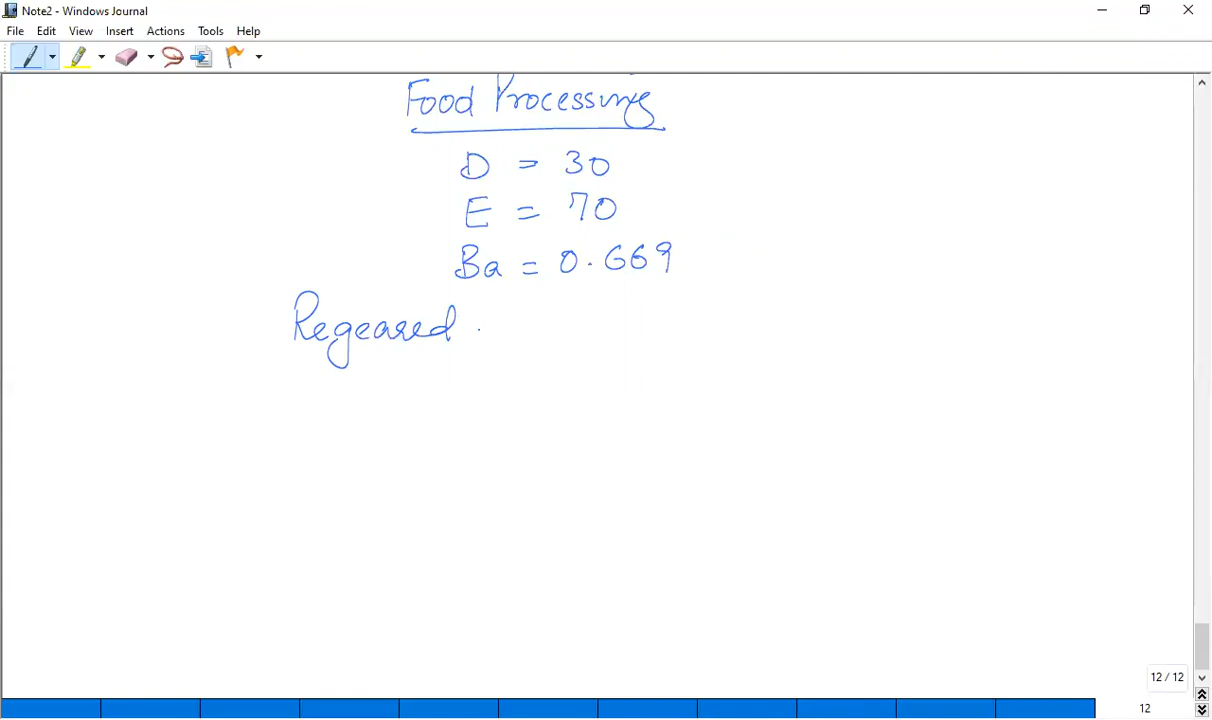 Note2 - Windows Journal
File Edit View Insert Actions Tools Help
Food Processing
D = 30
E = 70
Ba = 0.669
Regeared
12 / 12
12